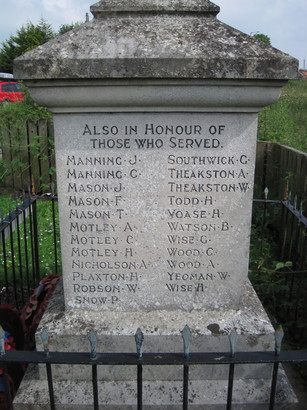 ALSO IN HONOUR OF
THOSE WHO SERVED.
MANNING · J ·
MANNING · G ·
MASON · J ·
MASON · F ·
MASON · T ·
MOTLEY · A ·
MOTLEY · C ·
MOTLEY · H ·
NICHOLSON · A ·
PLAXTON · H ·
ROBSON · W ·
SNOW · P ·
SOUTHWICK · G ·
THEAKSTON · A ·
THEAKSTON · W ·
TODD · H ·
VOASE · H ·
WATSON · B ·
WISE · G ·
WOOD · C ·
WOOD · A ·
YEOMAN · W ·
WISE · H ·